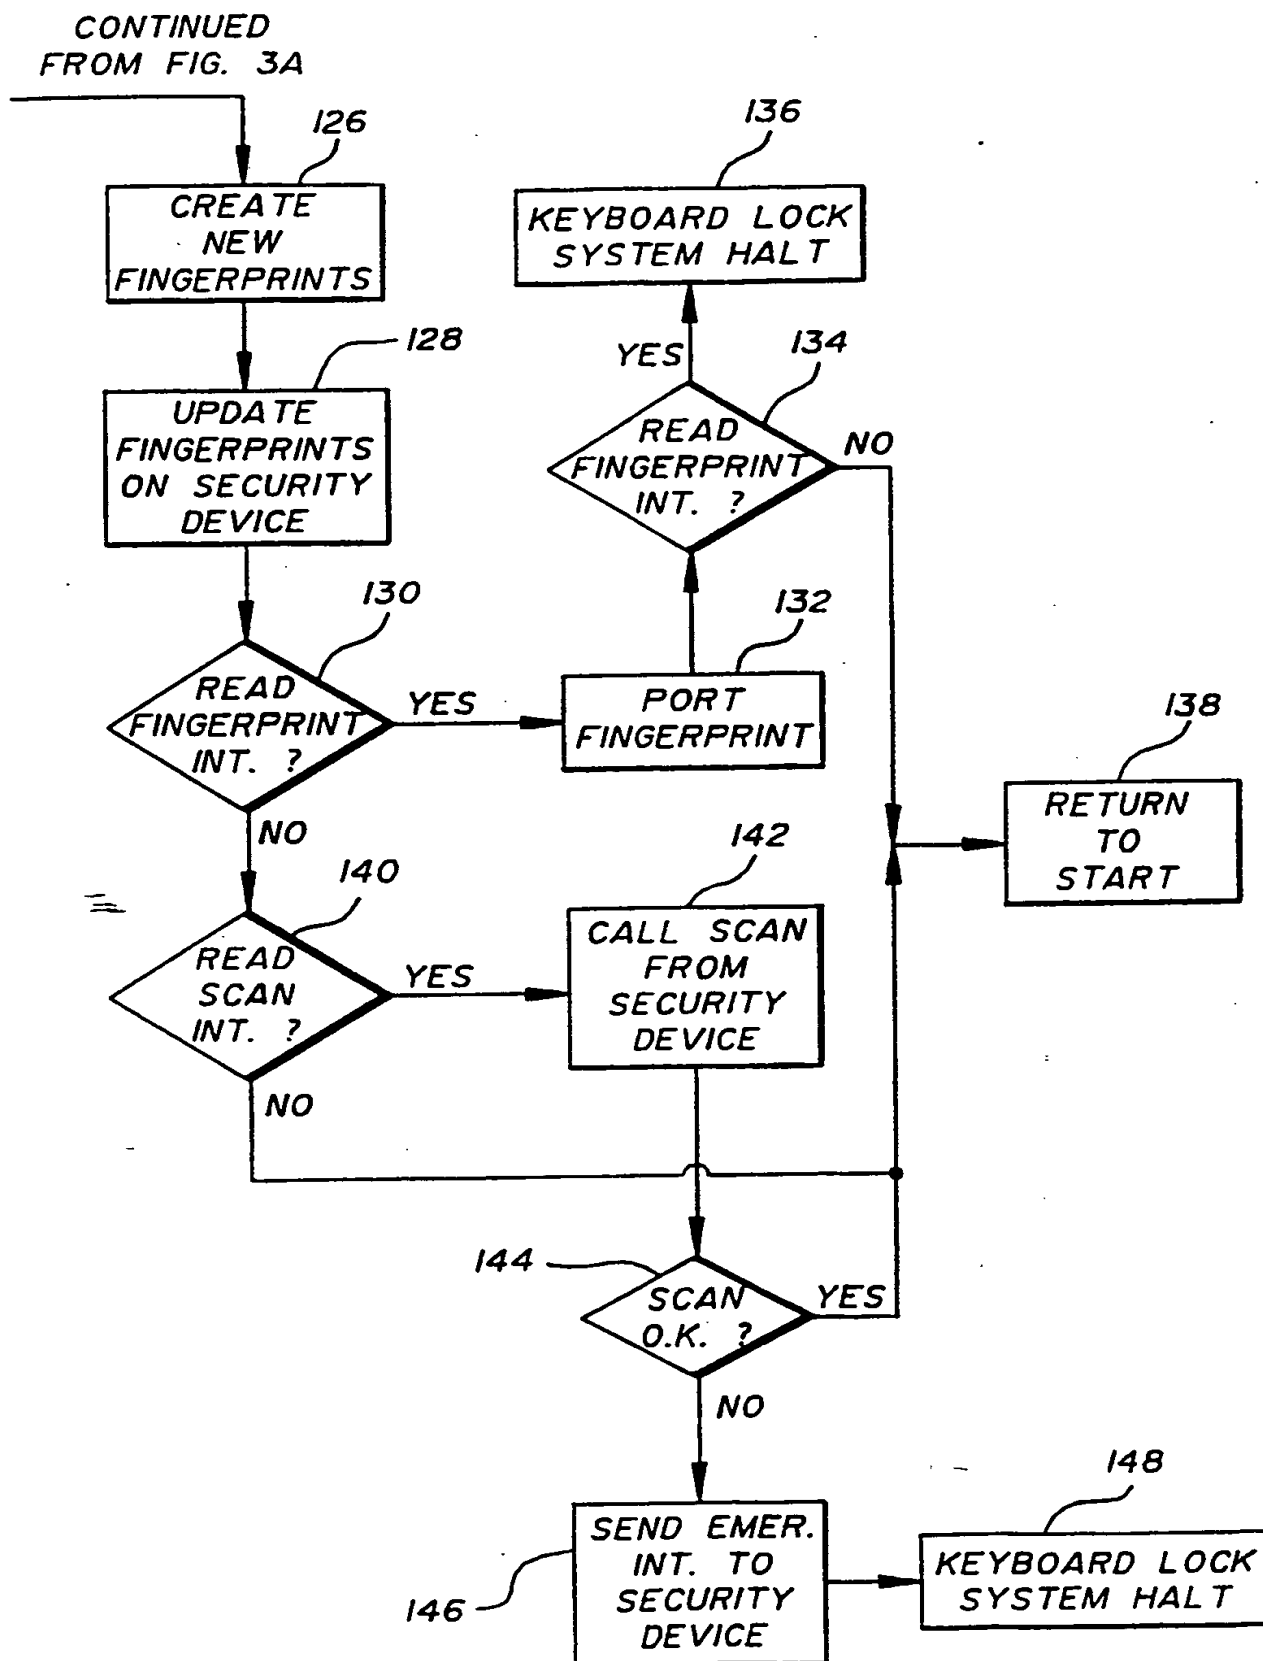 CONTINUED
FROM FIG. 3A
126
CREATE
NEW
FINGERPRINTS
128
UPDATE
FINGERPRINTS
ON SECURITY
DEVICE
130
READ
FINGERPRINT
INT. ?
YES
NO
132
PORT
FINGERPRINT
134
READ
FINGERPRINT
INT. ?
YES
NO
136
KEYBOARD LOCK
SYSTEM HALT
138
RETURN
TO
START
140
READ
SCAN
INT. ?
YES
NO
142
CALL SCAN
FROM
SECURITY
DEVICE
144
SCAN
O.K. ?
YES
NO
146
SEND EMER.
INT. TO
SECURITY
DEVICE
148
KEYBOARD LOCK
SYSTEM HALT